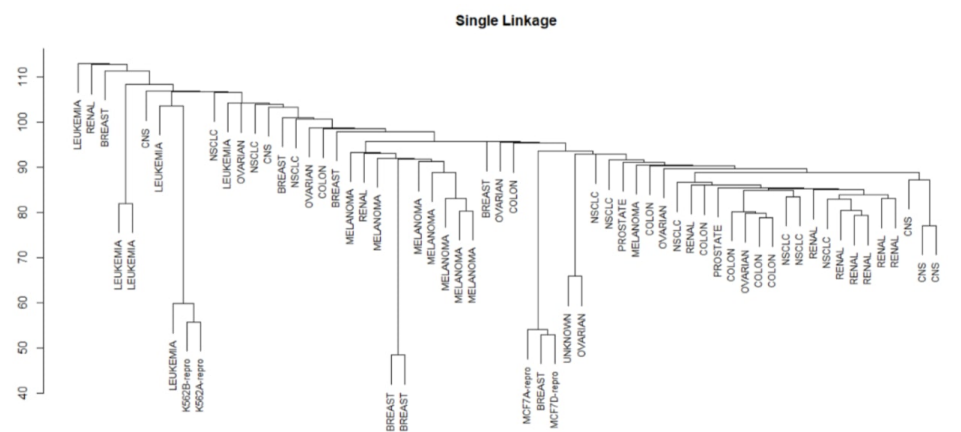 Single Linkage
110
100
90
80
70
60
50
40
LEUKEMIA
RENAL
BREAST
LEUKEMIA
LEUKEMIA
CNS
LEUKEMIA
LEUKEMIA
K562B-repro
K562A-repro
NSCLC
LEUKEMIA
OVARIAN
NSCLC
CNS
BREAST
NSCLC
OVARIAN
COLON
BREAST
MELANOMA
RENAL
MELANOMA
BREAST
BREAST
MELANOMA
MELANOMA
MELANOMA
MELANOMA
MELANOMA
BREAST
OVARIAN
COLON
MCF7A-repro
BREAST
MCF7D-repro
UNKNOWN
OVARIAN
NSCLC
NSCLC
PROSTATE
MELANOMA
COLON
OVARIAN
NSCLC
RENAL
COLON
PROSTATE
COLON
OVARIAN
COLON
COLON
NSCLC
NSCLC
RENAL
NSCLC
RENAL
RENAL
RENAL
RENAL
RENAL
CNS
CNS
CNS